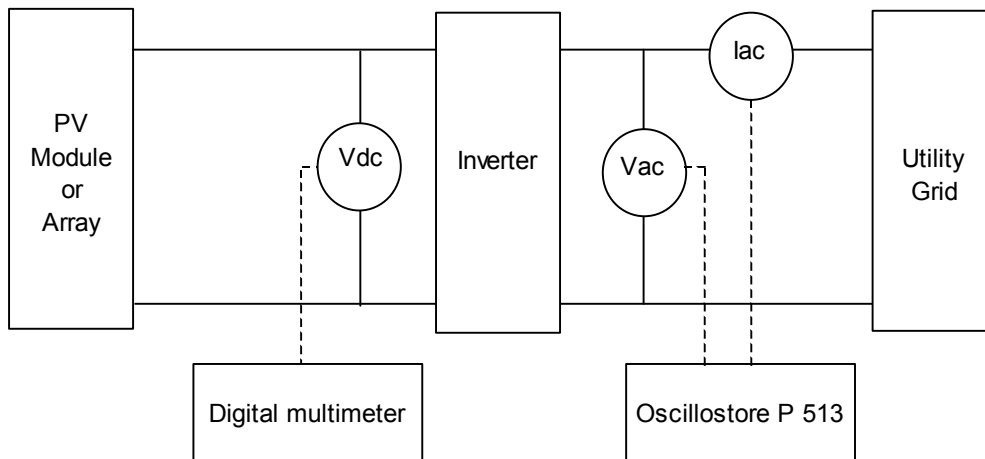 PV
Module
or
Array
Vdc
Inverter
Vac
Iac
Utility
Grid
Digital multimeter
Oscillostore P 513